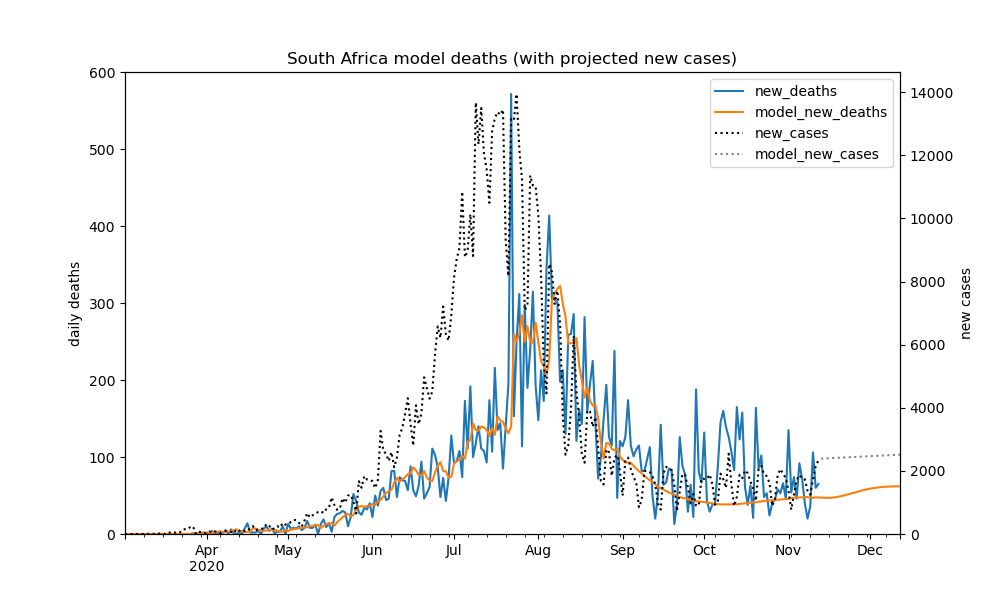 South Africa model deaths (with projected new cases)
600
500
400
300
200
100
0
daily deaths
14000
12000
10000
8000
6000
4000
2000
0
new cases
new_deaths
model_new_deaths
new_cases
model_new_cases
Apr May Jun Jul Aug Sep Oct Nov Dec
2020